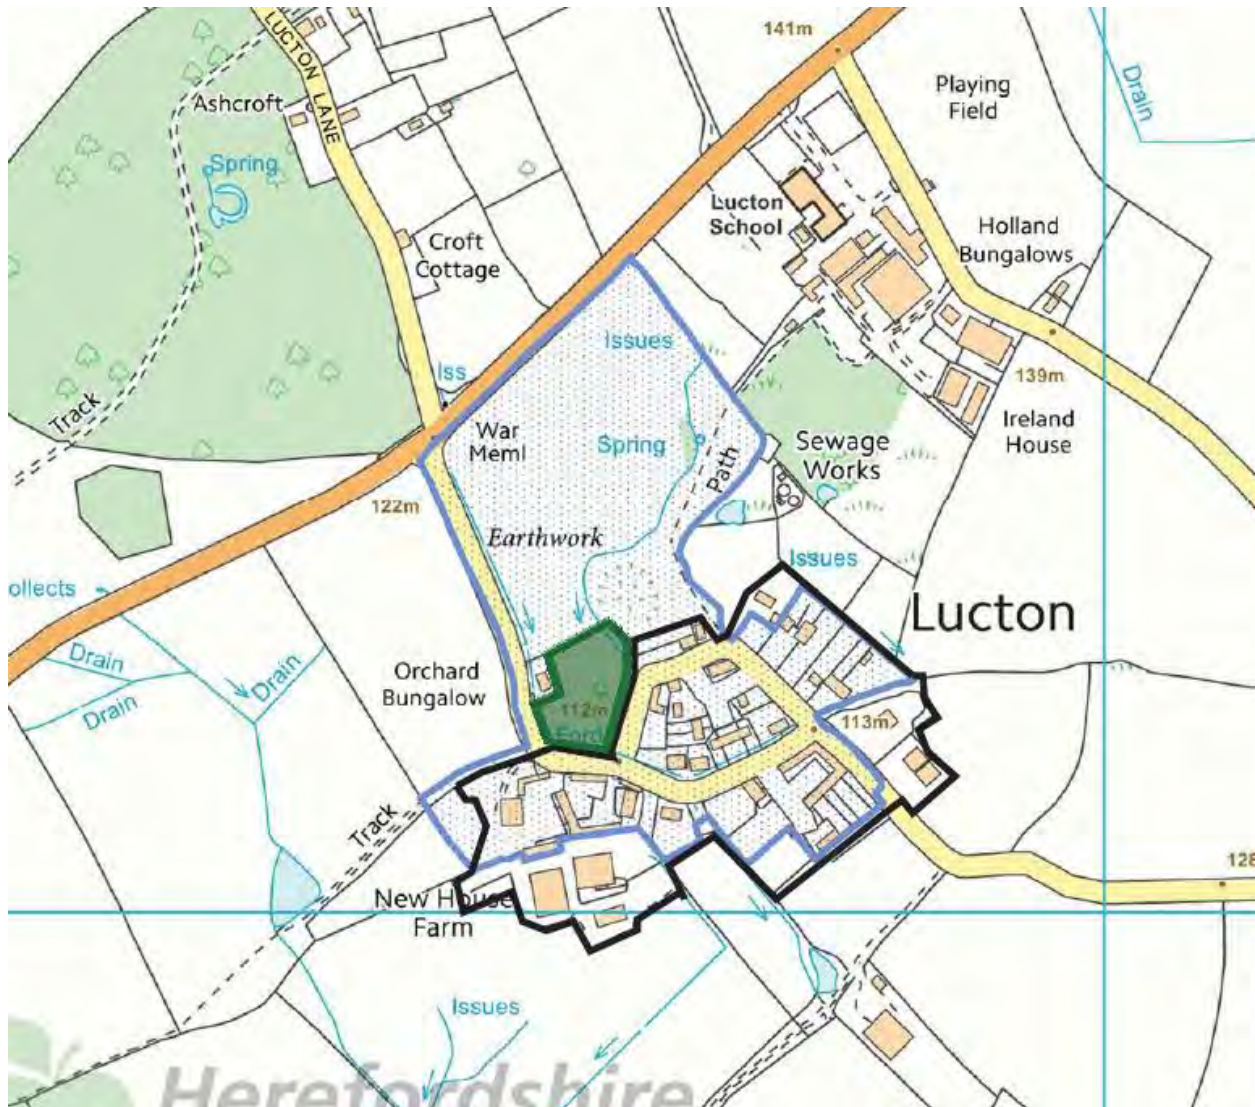 LUCTON LANE
141m
Playing
Field
Drain
Ashcroft
Spring
Lucton
School
Croft
Cottage
Holland
Bungalows
Issues
Iss
Track
139m
War
Meml
Spring
Path
Sewage
Works
Ireland
House
122m
Earthwork
Issues
ollects
Lucton
Drain
Drain
Drain
Orchard
Bungalow
112m
Ford
113m
Track
128
New House
Farm
Issues
Herefordshire